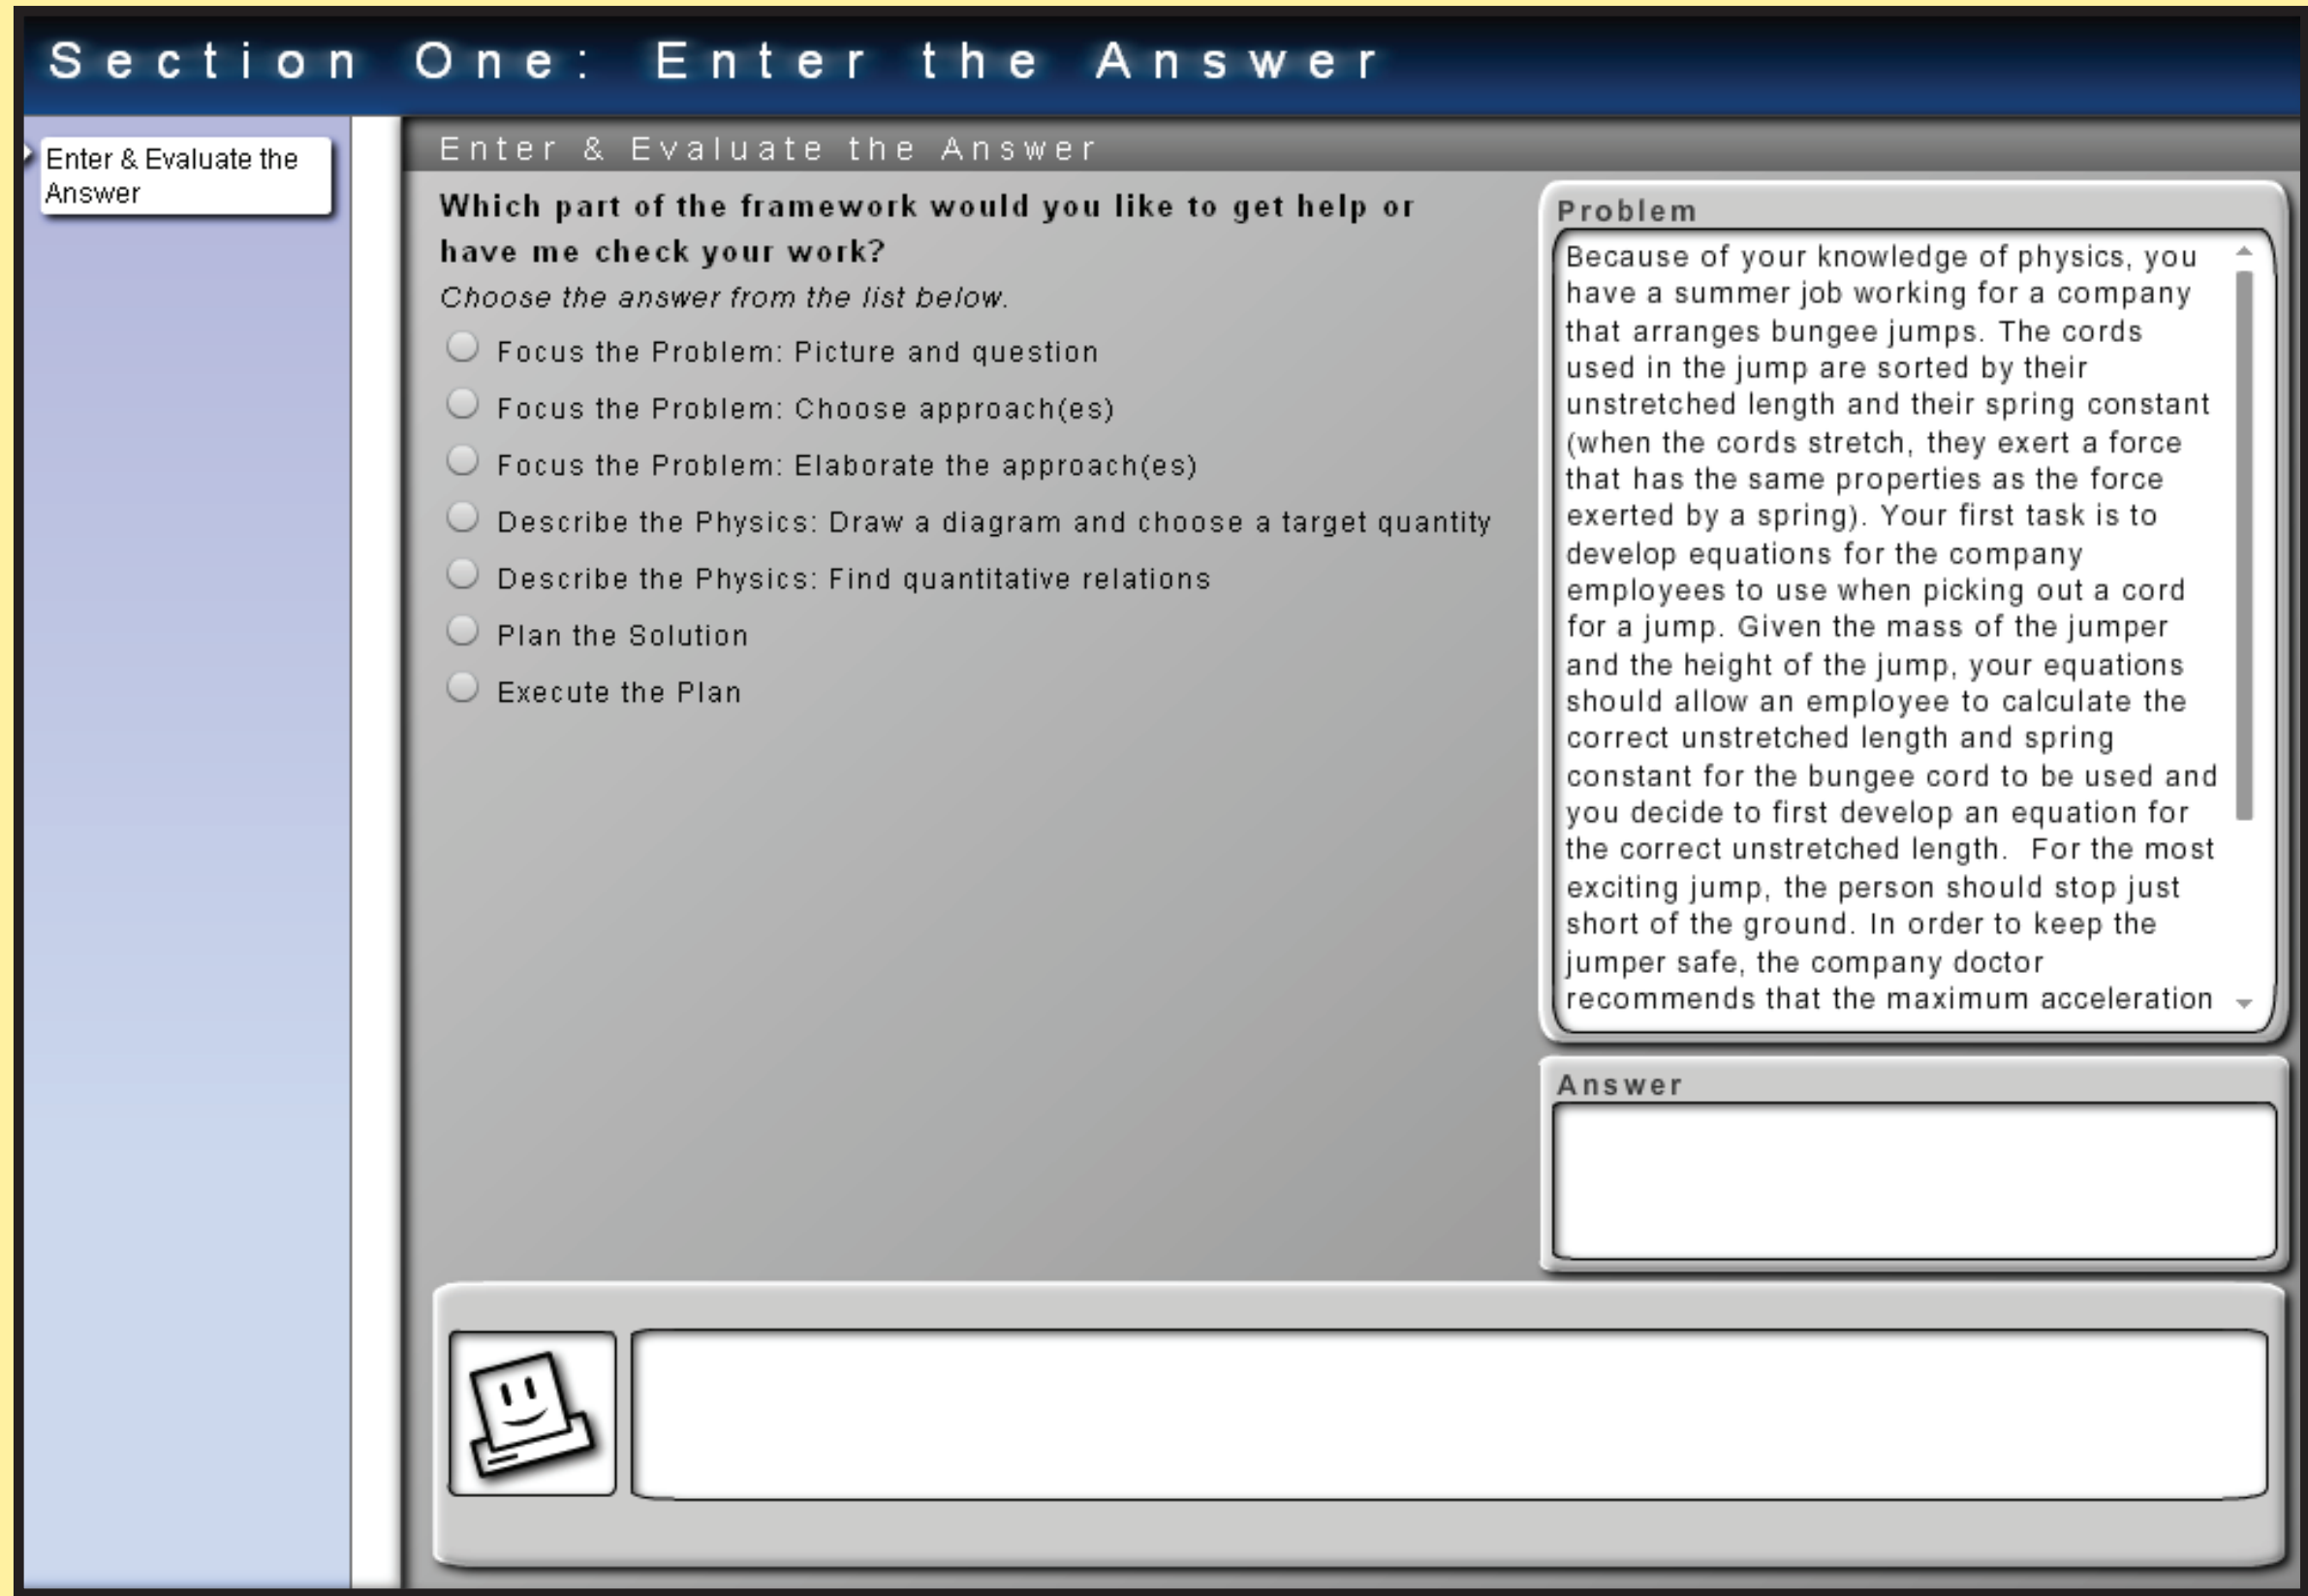 Section One: Enter the Answer
Enter & Evaluate the
Answer
Enter & Evaluate the Answer
Which part of the framework would you like to get help or
have me check your work?
Choose the answer from the list below.
Focus the Problem: Picture and question
Focus the Problem: Choose approach(es)
Focus the Problem: Elaborate the approach(es)
Describe the Physics: Draw a diagram and choose a target quantity
Describe the Physics: Find quantitative relations
Plan the Solution
Execute the Plan
Problem
Because of your knowledge of physics, you
have a summer job working for a company
that arranges bungee jumps. The cords
used in the jump are sorted by their
unstretched length and their spring constant
(when the cords stretch, they exert a force
that has the same properties as the force
exerted by a spring). Your first task is to
develop equations for the company
employees to use when picking out a cord
for a jump. Given the mass of the jumper
and the height of the jump, your equations
should allow an employee to calculate the
correct unstretched length and spring
constant for the bungee cord to be used and
you decide to first develop an equation for
the correct unstretched length.  For the most
exciting jump, the person should stop just
short of the ground. In order to keep the
jumper safe, the company doctor
recommends that the maximum acceleration
Answer